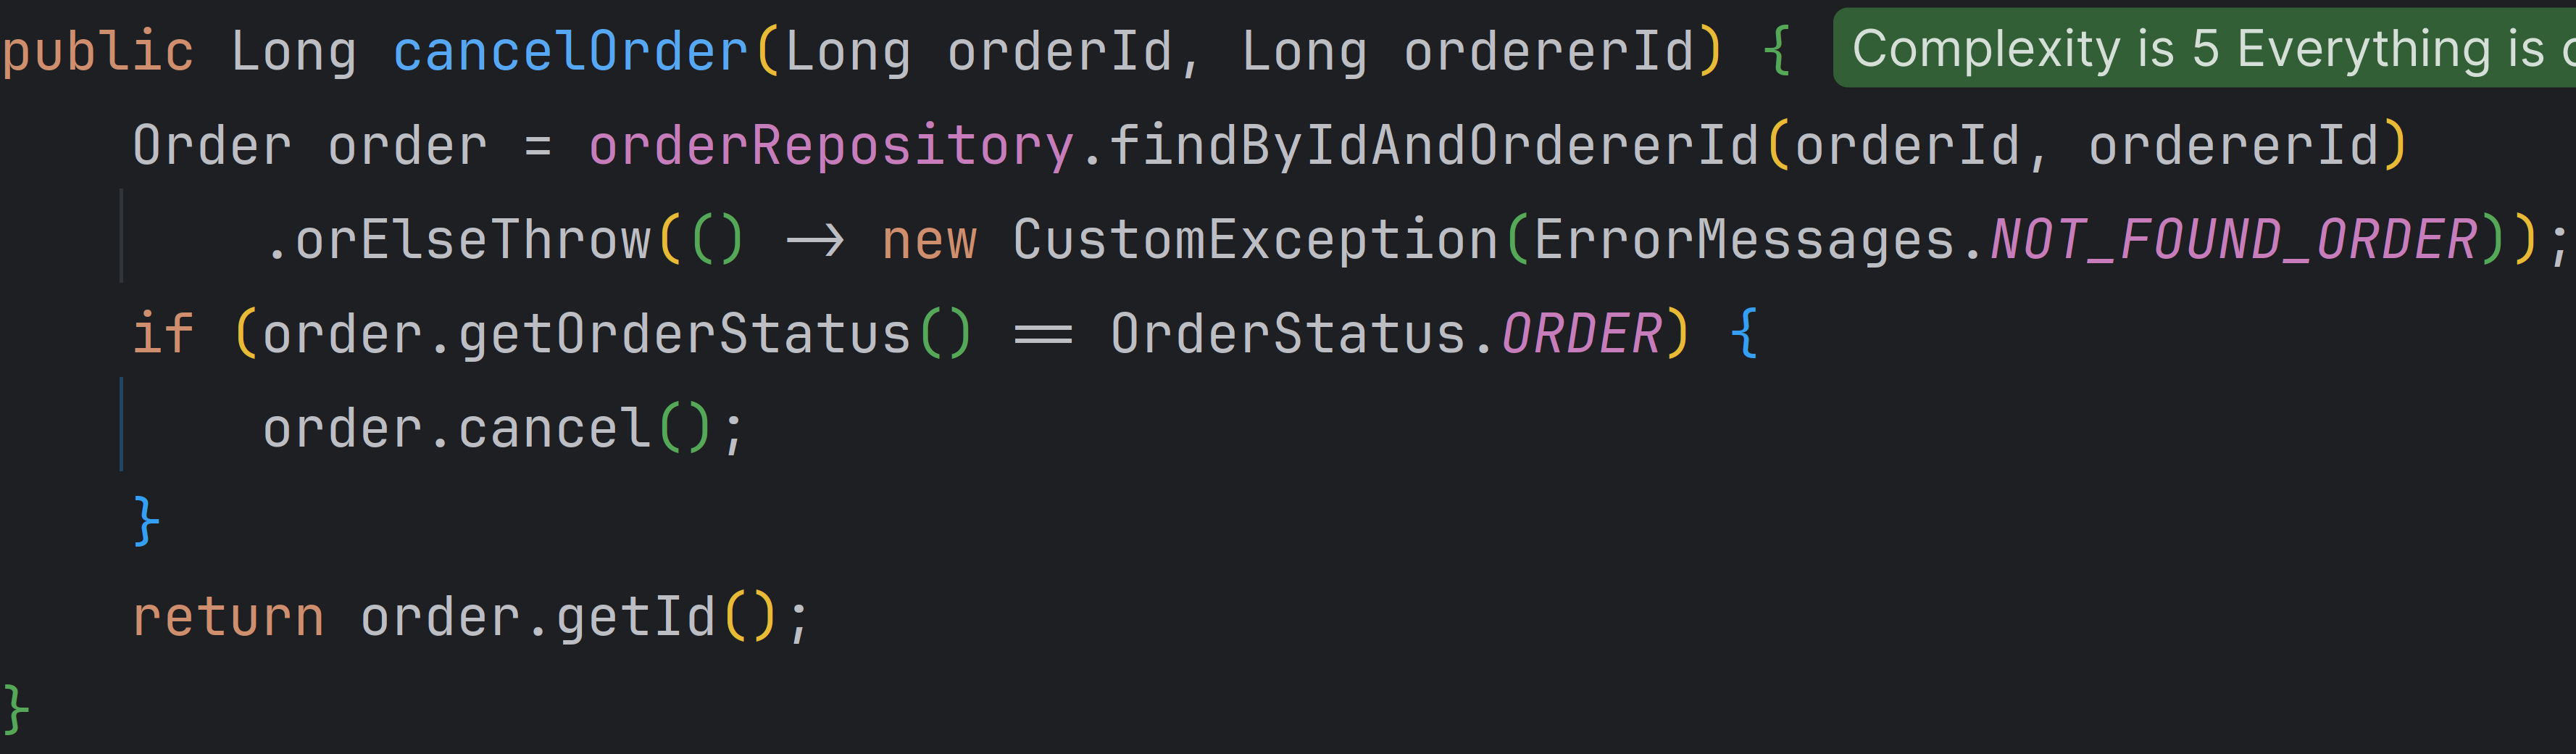 public Long cancelOrder(Long orderId, Long ordererId) { Complexity is 5 Everything is
Order order = orderRepository.findByIdAndOrdererId(orderId, ordererId)
.orElseThrow(() -> new CustomException(ErrorMessages.NOT_FOUND_ORDER));
if (order.getOrderStatus() == OrderStatus.ORDER) {
order.cancel();
}
return order.getId();
}